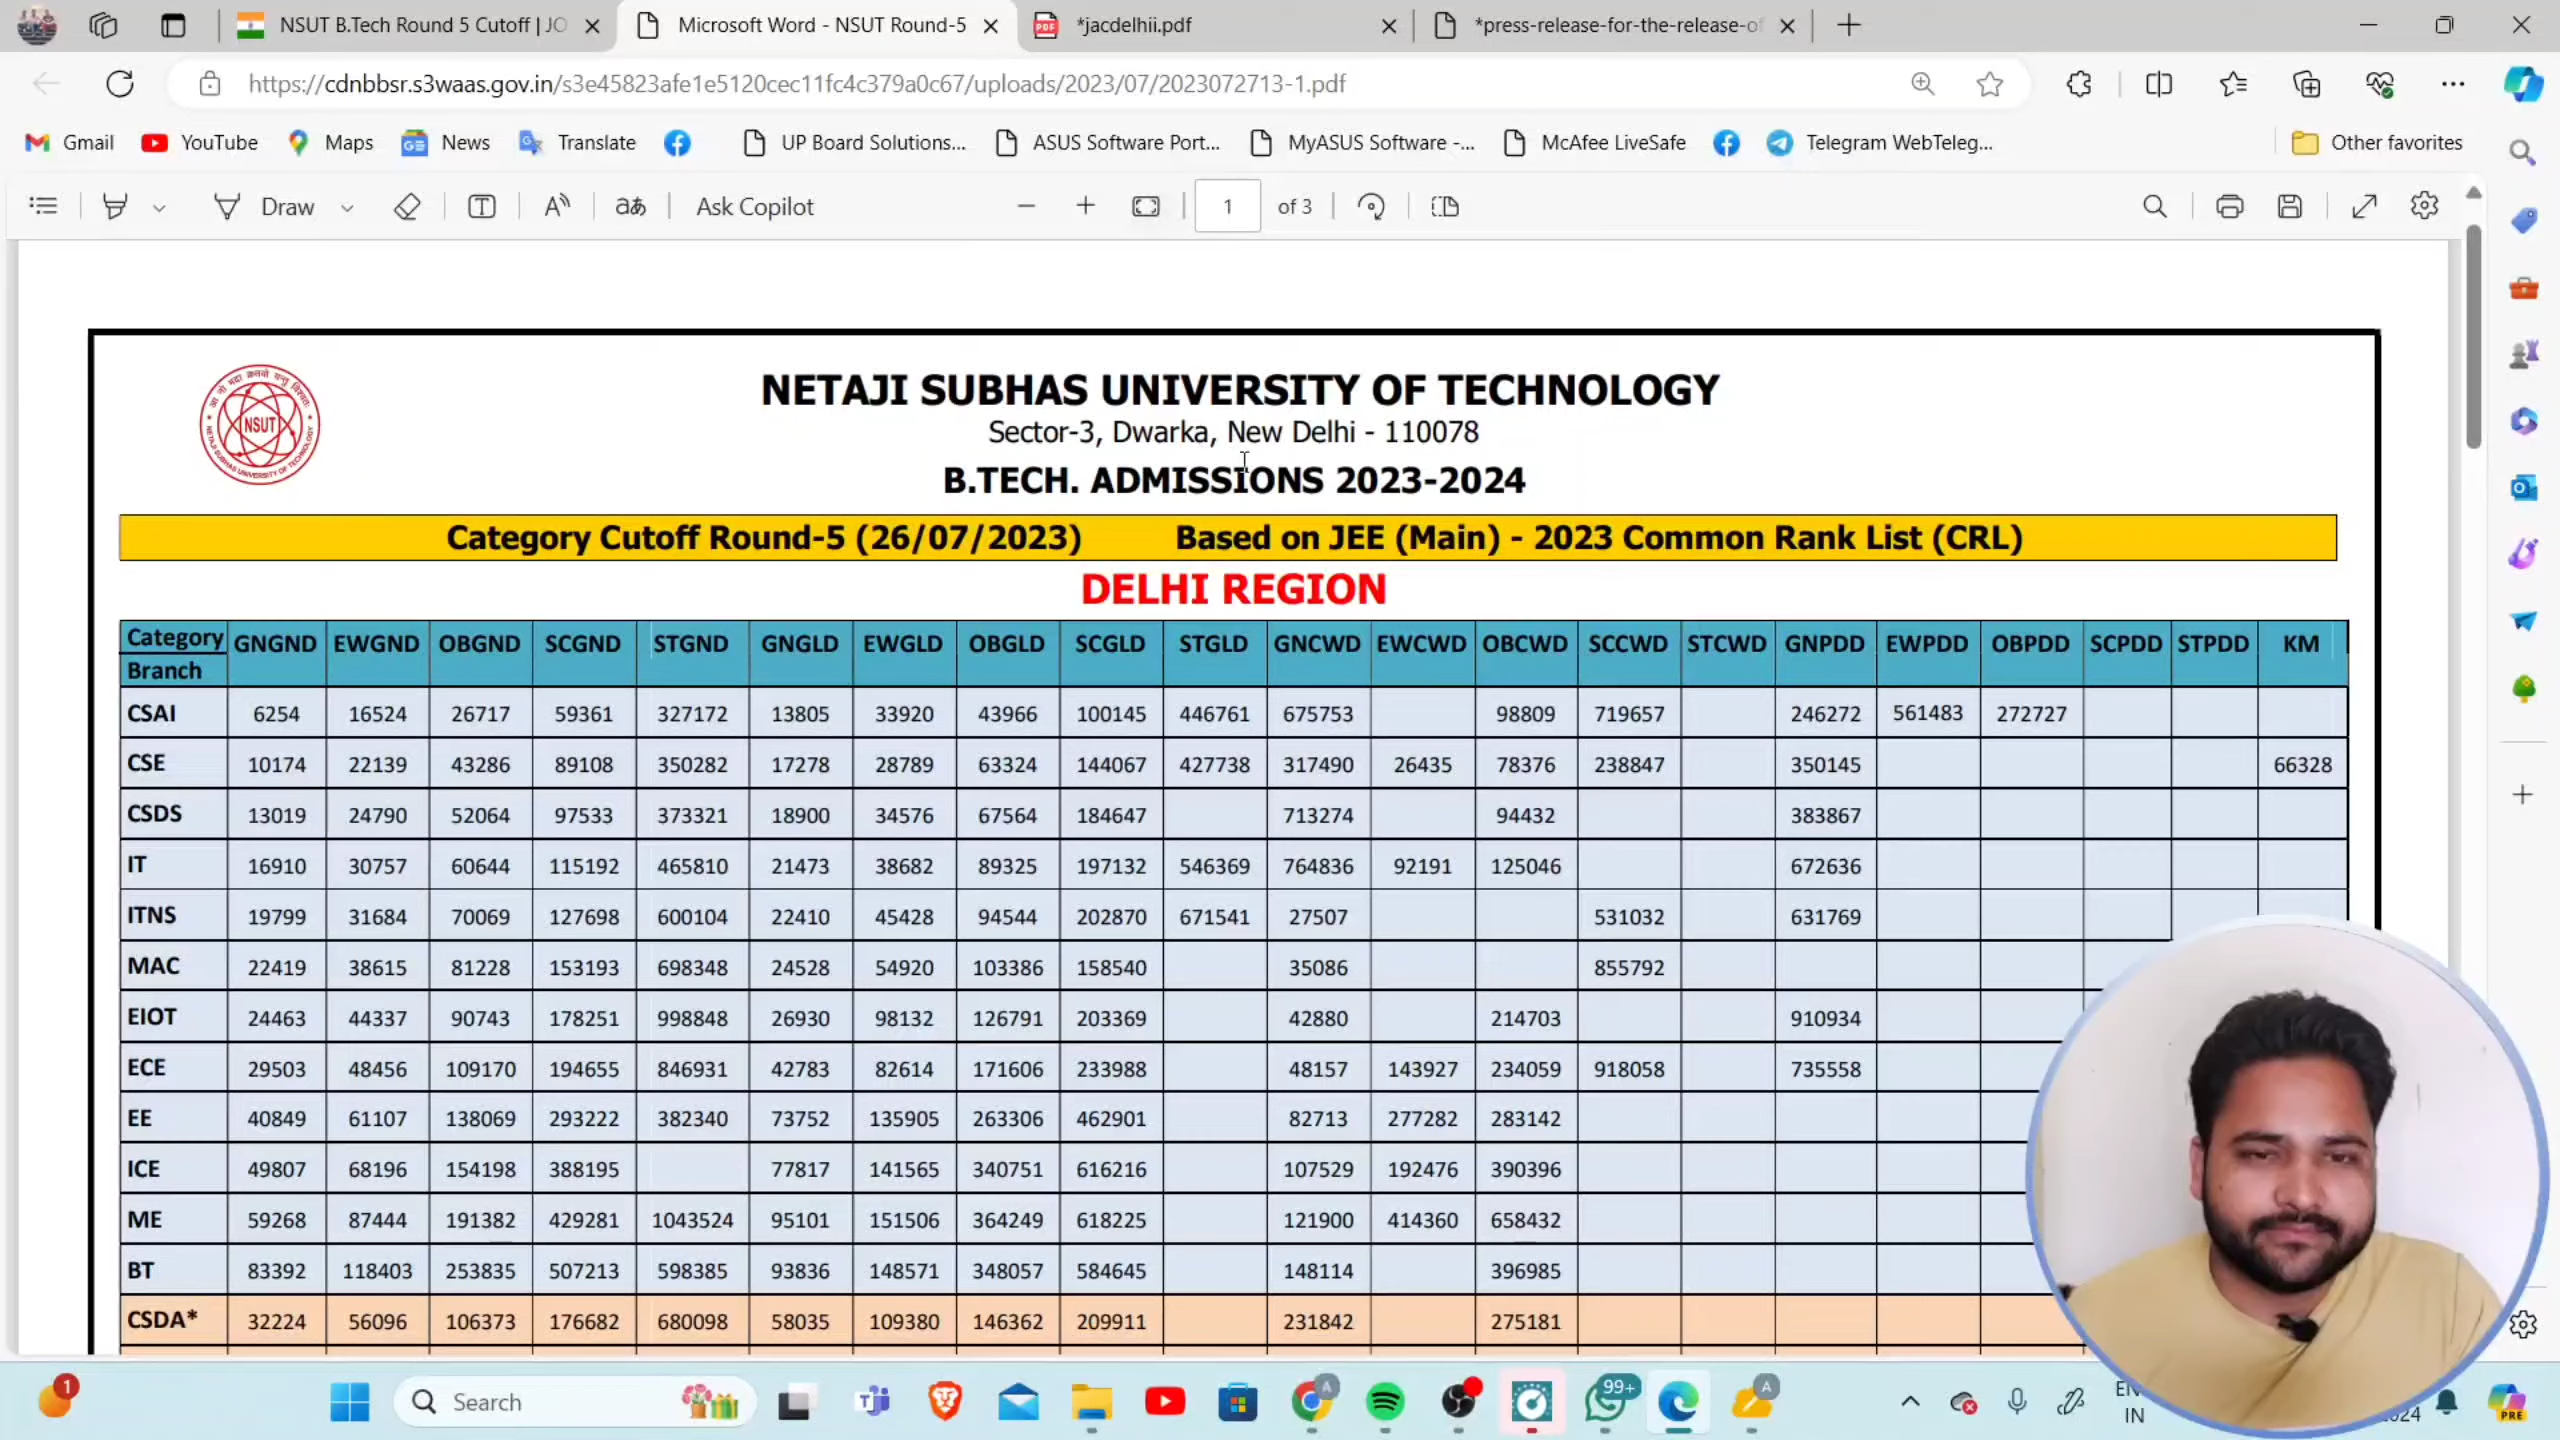 NSUT B.Tech Round 5 Cutoff | JO
Microsoft Word - NSUT Round-5
*jacdelhii.pdf
*press-release-for-the-release-of
https://cdnbbsr.s3waas.gov.in/s3e45823afe1e5120cec11fc4c379a0c67/uploads/2023/07/2023072713-1.pdf
Gmail YouTube Maps News Translate UP Board Solutions... ASUS Software Port... MyASUS Software -... McAfee LiveSafe Telegram WebTeleg... Other favorites
Draw Ask Copilot 1 of 3
NSUT
NETAJI SUBHAS UNIVERSITY OF TECHNOLOGY
Sector-3, Dwarka, New Delhi - 110078
B.TECH. ADMISSIONS 2023-2024
Category Cutoff Round-5 (26/07/2023) Based on JEE (Main) - 2023 Common Rank List (CRL)
DELHI REGION
Category GNGND EWGND OBGND SCGND STGND GNGLD EWGLD OBGLD SCGLD STGLD GNCWD EWCWD OBCWD SCCWD STCWD GNPDD EWPDD OBPDD SCPDD STPDD KM
Branch
CSAI 6254 16524 26717 59361 327172 13805 33920 43966 100145 446761 675753 98809 719657 246272 561483 272727
CSE 10174 22139 43286 89108 350282 17278 28789 63324 144067 427738 317490 26435 78376 238847 350145 66328
CSDS 13019 24790 52064 97533 373321 18900 34576 67564 184647 713274 94432 383867
IT 16910 30757 60644 115192 465810 21473 38682 89325 197132 546369 764836 92191 125046 672636
ITNS 19799 31684 70069 127698 600104 22410 45428 94544 202870 671541 27507 531032 631769
MAC 22419 38615 81228 153193 698348 24528 54920 103386 158540 35086 855792
EIOT 24463 44337 90743 178251 998848 26930 98132 126791 203369 42880 214703 910934
ECE 29503 48456 109170 194655 846931 42783 82614 171606 233988 48157 143927 234059 918058 735558
EE 40849 61107 138069 293222 382340 73752 135905 263306 462901 82713 277282 283142
ICE 49807 68196 154198 388195 77817 141565 340751 616216 107529 192476 390396
ME 59268 87444 191382 429281 1043524 95101 151506 364249 618225 121900 414360 658432
BT 83392 118403 253835 507213 598385 93836 148571 348057 584645 148114 396985
CSDA* 32224 56096 106373 176682 680098 58035 109380 146362 209911 231842 275181
1
Search
99+
A
A
IN
PRE